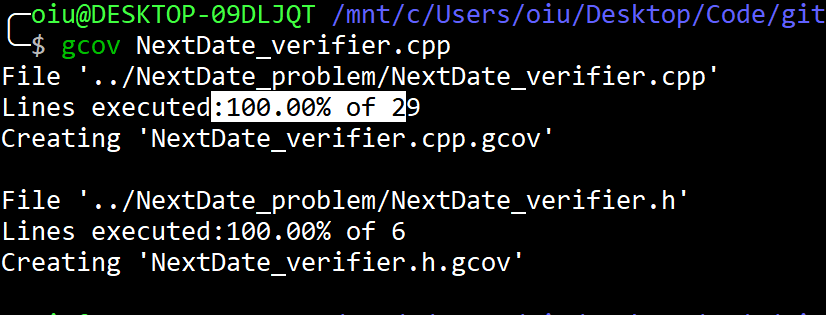 oiu@DESKTOP-09DLJQT /mnt/c/Users/oiu/Desktop/Code/git
$ gcov NextDate_verifier.cpp
File '../NextDate_problem/NextDate_verifier.cpp'
Lines executed:100.00% of 29
Creating 'NextDate_verifier.cpp.gcov'
File '../NextDate_problem/NextDate_verifier.h'
Lines executed:100.00% of 6
Creating 'NextDate_verifier.h.gcov'